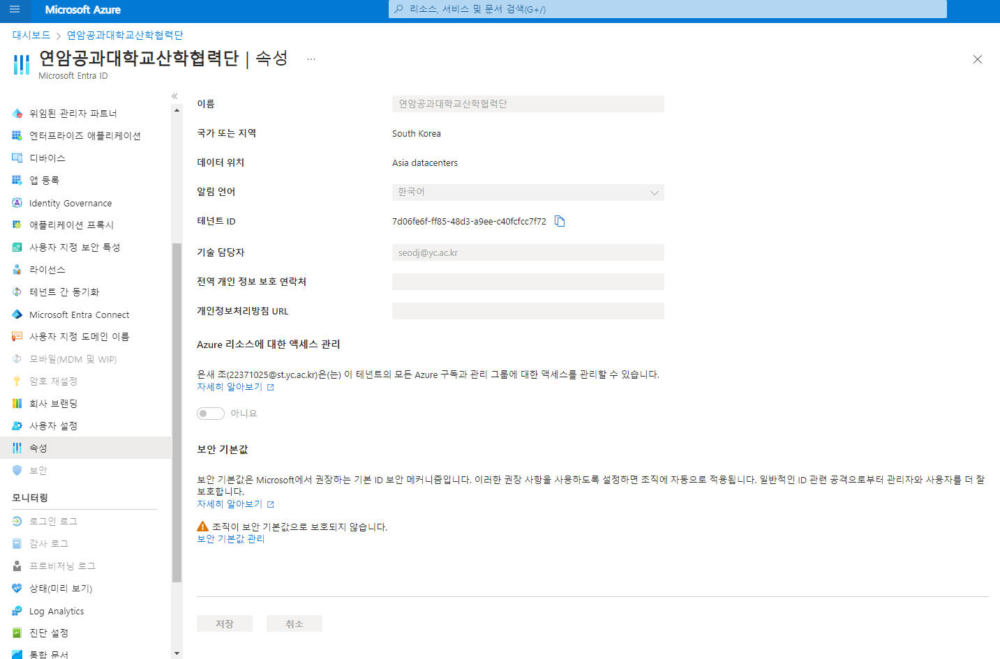 Microsoft Azure
리소스, 서비스 및 문서 검색(G+/)
대시보드 > 연암공과대학교산학협력단
연암공과대학교산학협력단 | 속성 ...
Microsoft Entra ID
«
위임된 관리자 파트너
엔터프라이즈 애플리케이션
디바이스
앱 등록
Identity Governance
애플리케이션 프록시
사용자 지정 보안 특성
라이선스
테넌트 간 동기화
Microsoft Entra Connect
사용자 지정 도메인 이름
모바일(MDM 및 WIP)
암호 재설정
회사 브랜딩
사용자 설정
속성
보안
모니터링
로그인 로그
감사 로그
프로비저닝 로그
상태(미리 보기)
Log Analytics
진단 설정
통합 문서
이름
연암공과대학교산학협력단
국가 또는 지역
South Korea
데이터 위치
Asia datacenters
알림 언어
한국어
테넌트 ID
7d06fe6f-ff85-48d3-a9ee-c40fcfcc7f72
기술 담당자
seodj@yc.ac.kr
전역 개인 정보 보호 연락처
개인정보처리방침 URL
Azure 리소스에 대한 액세스 관리
은새 조(22371025@st.yc.ac.kr)은(는) 이 테넌트의 모든 Azure 구독과 관리 그룹에 대한 액세스를 관리할 수 있습니다.
자세히 알아보기
아니요
보안 기본값
보안 기본값은 Microsoft에서 권장하는 기본 ID 보안 메커니즘입니다. 이러한 권장 사항을 사용하도록 설정하면 조직에 자동으로 적용됩니다. 일반적인 ID 관련 공격으로부터 관리자와 사용자를 더 잘
보호합니다.
자세히 알아보기
조직이 보안 기본값으로 보호되지 않습니다.
보안 기본값 관리
저장
취소